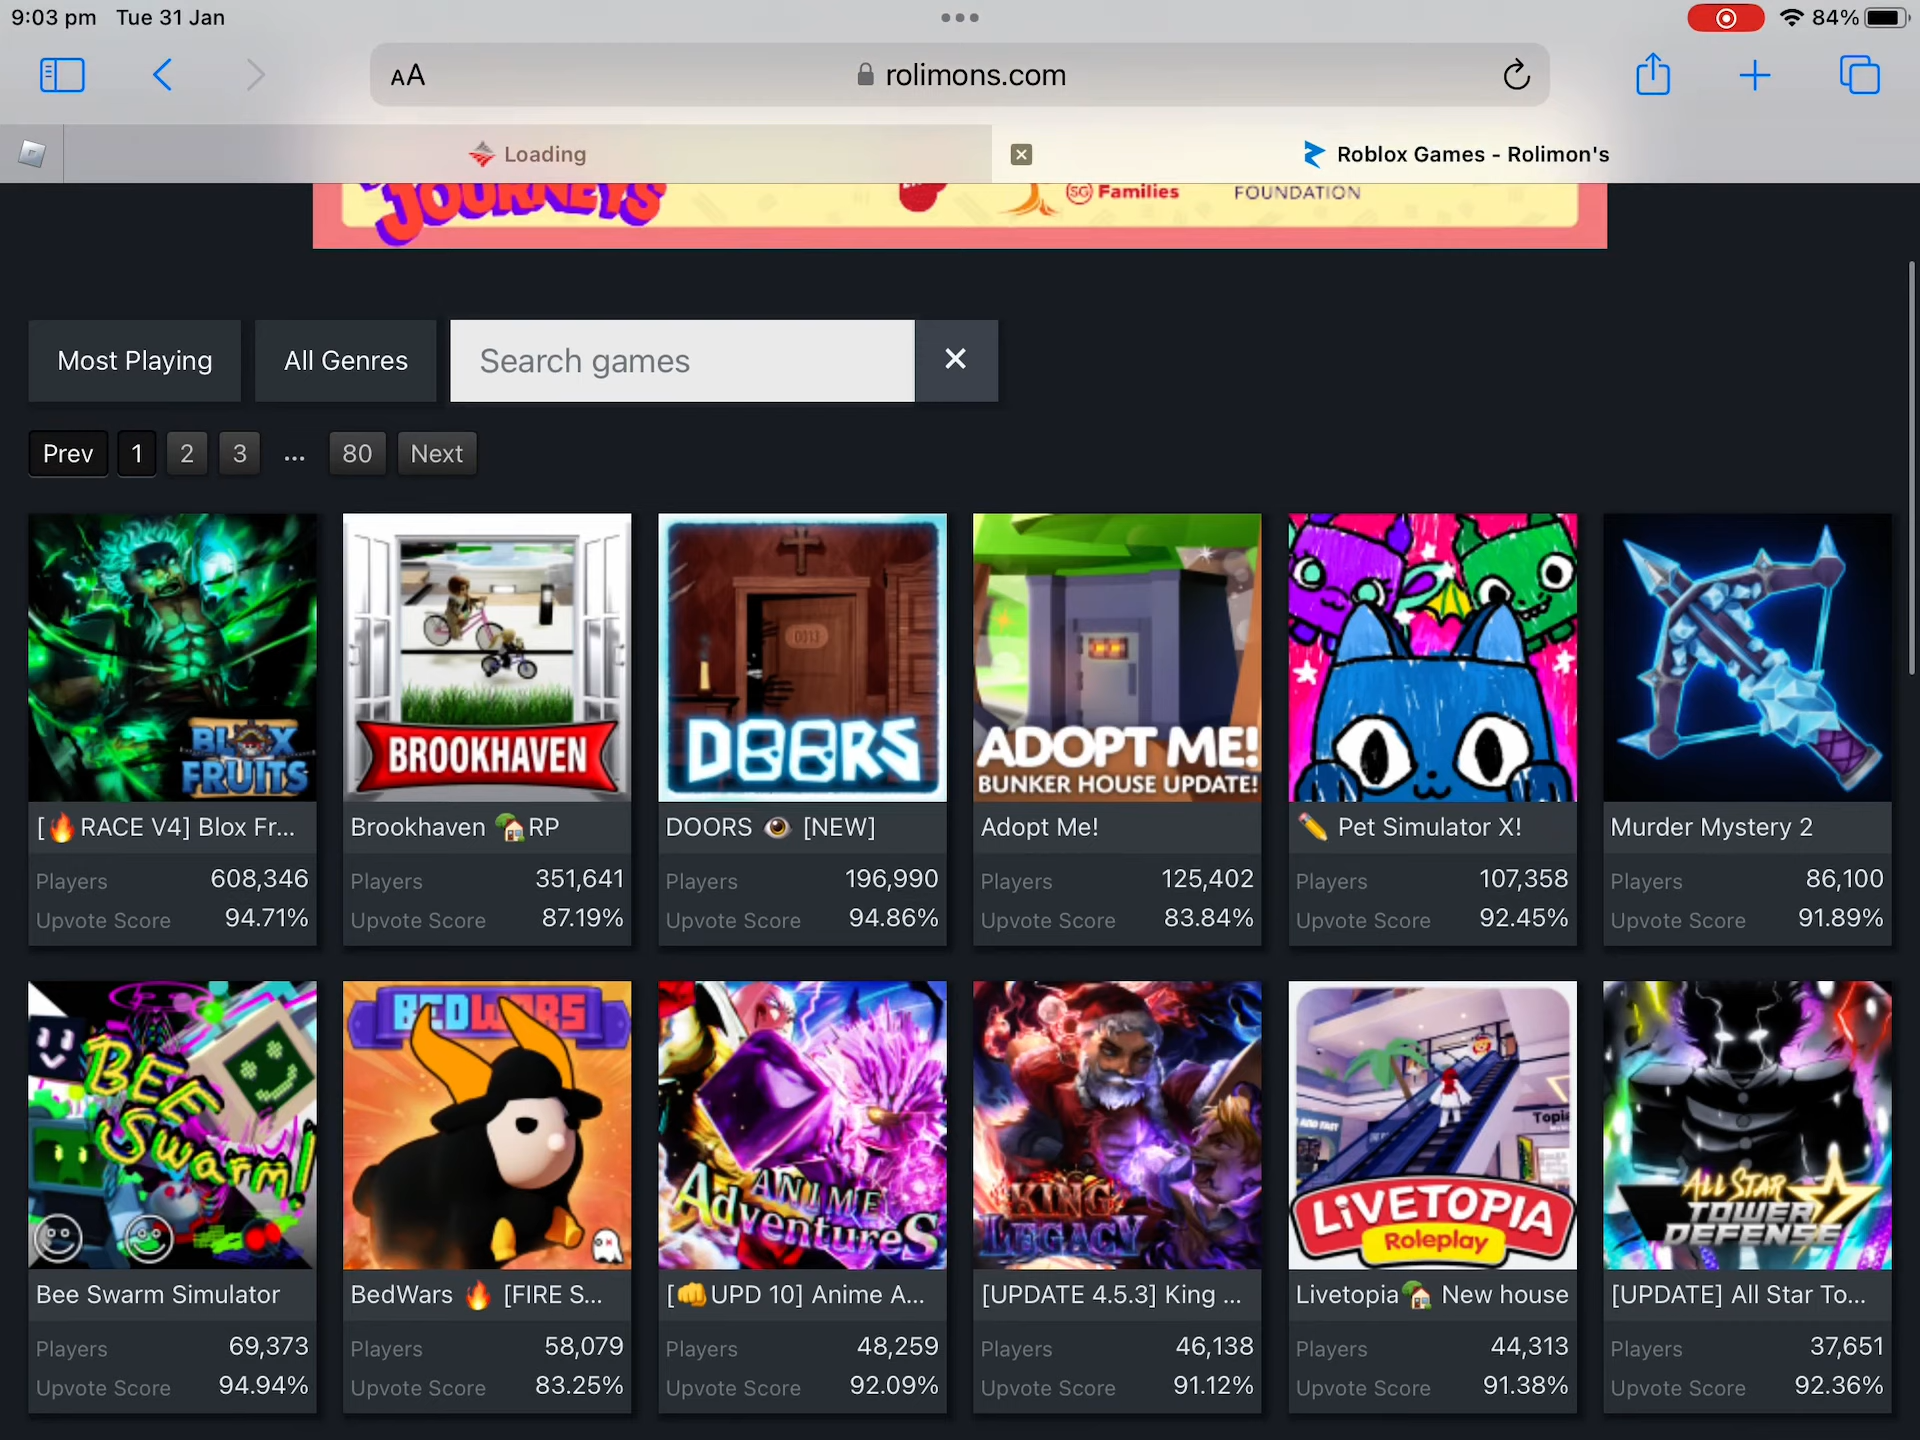 9:03 pm Tue 31 Jan
84%
AA
rolimons.com
Loading
Roblox Games - Rolimon's
JOURNEYS
SG Families
FOUNDATION
Most Playing
All Genres
Search games
Prev 1 2 3 ... 80 Next
BLOX
FRUITS
BROOKHAVEN
DOORS
ADOPT ME!
BUNKER HOUSE UPDATE!
[🔥RACE V4] Blox Fr...
Players 608,346
Upvote Score 94.71%
Brookhaven 🏡RP
Players 351,641
Upvote Score 87.19%
DOORS 👁️ [NEW]
Players 196,990
Upvote Score 94.86%
Adopt Me!
Players 125,402
Upvote Score 83.84%
✏️ Pet Simulator X!
Players 107,358
Upvote Score 92.45%
Murder Mystery 2
Players 86,100
Upvote Score 91.89%
BEE
Swarm!
BEDWARS
ANIME
AdventureS
KING
LEGACY
Topia
LiVETOPIA
Roleplay
ALL STAR
TOWER
DEFENSE
Bee Swarm Simulator
Players 69,373
Upvote Score 94.94%
BedWars 🔥 [FIRE S...
Players 58,079
Upvote Score 83.25%
[👊UPD 10] Anime A...
Players 48,259
Upvote Score 92.09%
[UPDATE 4.5.3] King ...
Players 46,138
Upvote Score 91.12%
Livetopia🏡 New house
Players 44,313
Upvote Score 91.38%
[UPDATE] All Star To...
Players 37,651
Upvote Score 92.36%